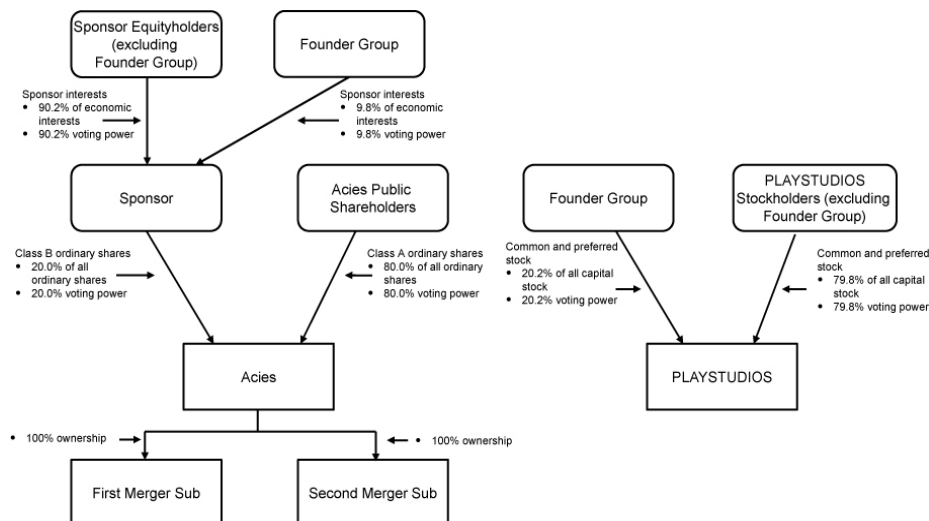 Sponsor Equityholders
(excluding
Founder Group)
Founder Group
Sponsor interests
• 90.2% of economic
interests
• 90.2% voting power
Sponsor interests
• 9.8% of economic
interests
• 9.8% voting power
Sponsor
Acies Public
Shareholders
Founder Group
PLAYSTUDIOS
Stockholders (excluding
Founder Group)
Class B ordinary shares
• 20.0% of all
ordinary shares
• 20.0% voting power
Class A ordinary shares
• 80.0% of all ordinary
shares
• 80.0% voting power
Common and preferred
stock
• 20.2% of all capital
stock
• 20.2% voting power
Common and preferred
stock
• 79.8% of all capital
stock
• 79.8% voting power
Acies
PLAYSTUDIOS
• 100% ownership
• 100% ownership
First Merger Sub
Second Merger Sub